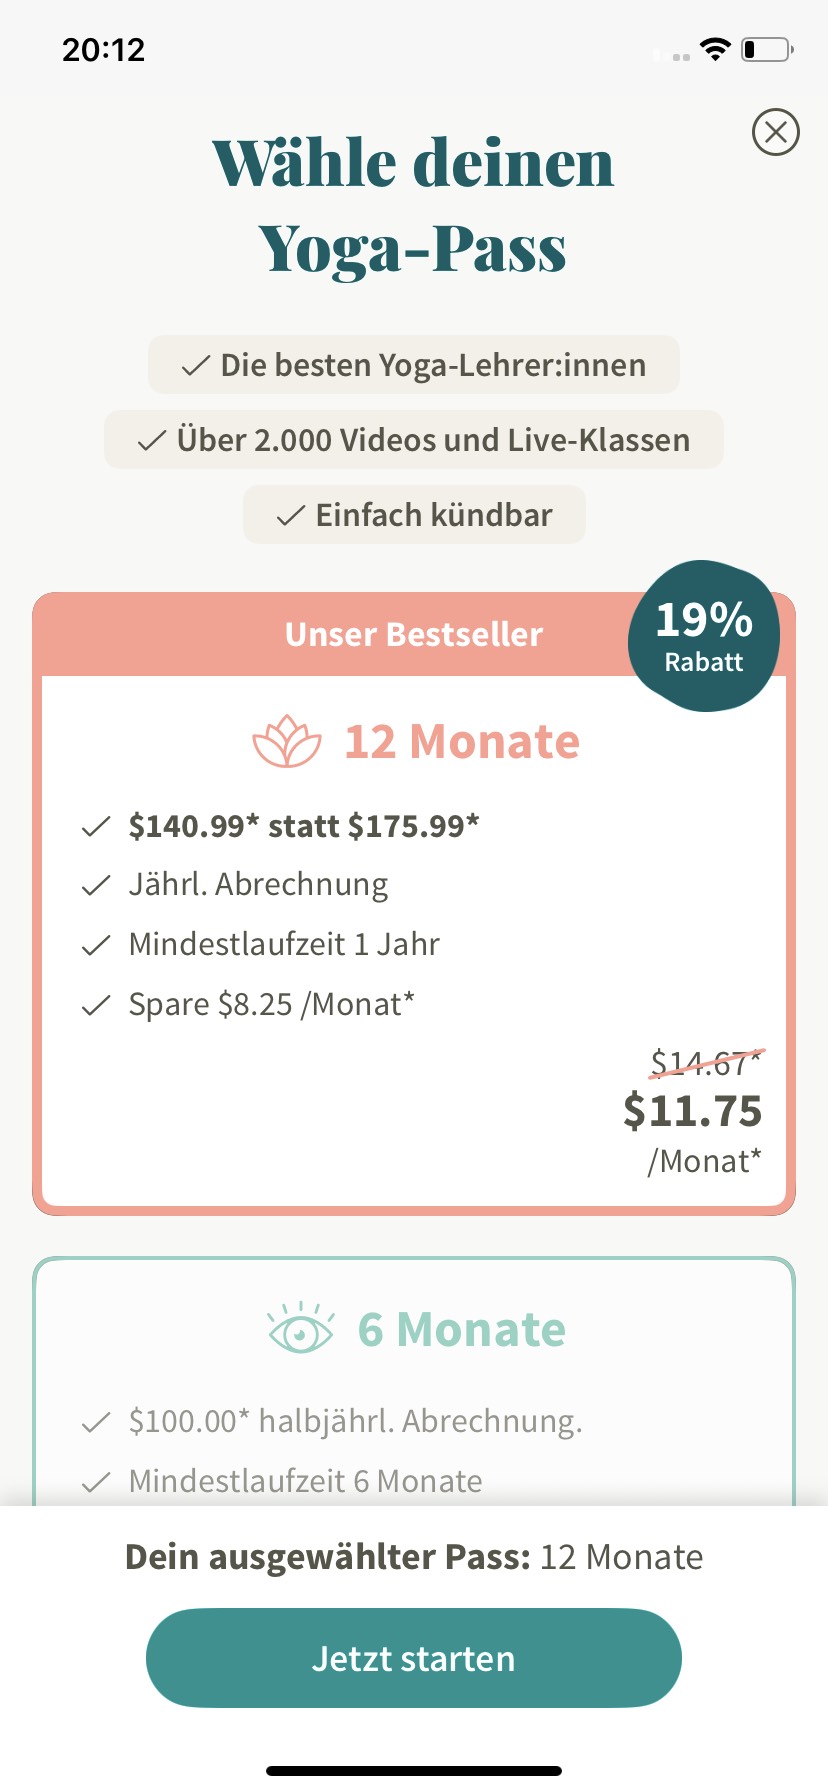 20:12
Wähle deinen
Yoga-Pass
Die besten Yoga-Lehrer:innen
Über 2.000 Videos und Live-Klassen
Einfach kündbar
Unser Bestseller
19%
Rabatt
12 Monate
$140.99* statt $175.99*
Jährl. Abrechnung
Mindestlaufzeit 1 Jahr
Spare $8.25 /Monat*
$14.67*
$11.75
/Monat*
6 Monate
$100.00* halbjährl. Abrechnung.
Mindestlaufzeit 6 Monate
Dein ausgewählter Pass: 12 Monate
Jetzt starten